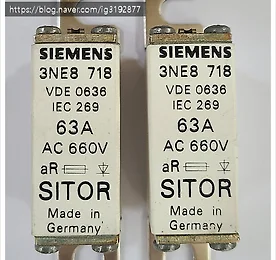 https://blog.naver.com/ig3192877
SIEMENS
3NE8 718
VDE 0636
IEC 269
63A
AC 660V
aR
SITOR
Made in
Germany
SIEMENS
3NE8 718
VDE 0636
IEC 269
63A
AC 660V
aR
SITOR
Made in
Germany